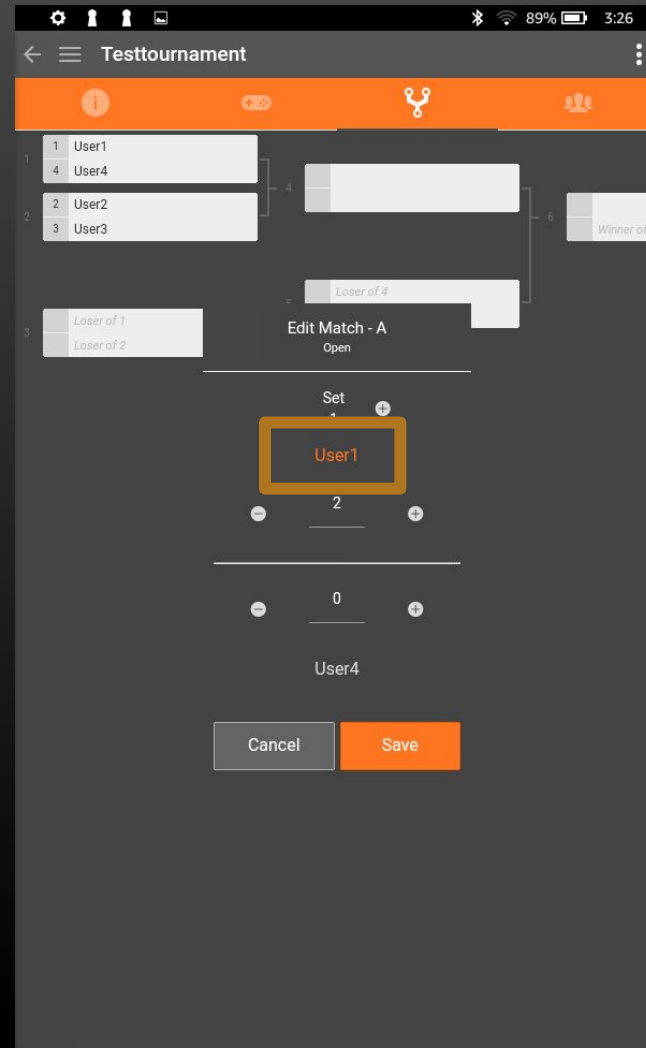 89% 3:26
Testtournament
1 1 User1
4 User4
2 2 User2
3 User3
4
6
Winner of
Loser of 4
3 Loser of 1
Loser of 2
Edit Match - A
Open
Set
User1
2
0
User4
Cancel Save